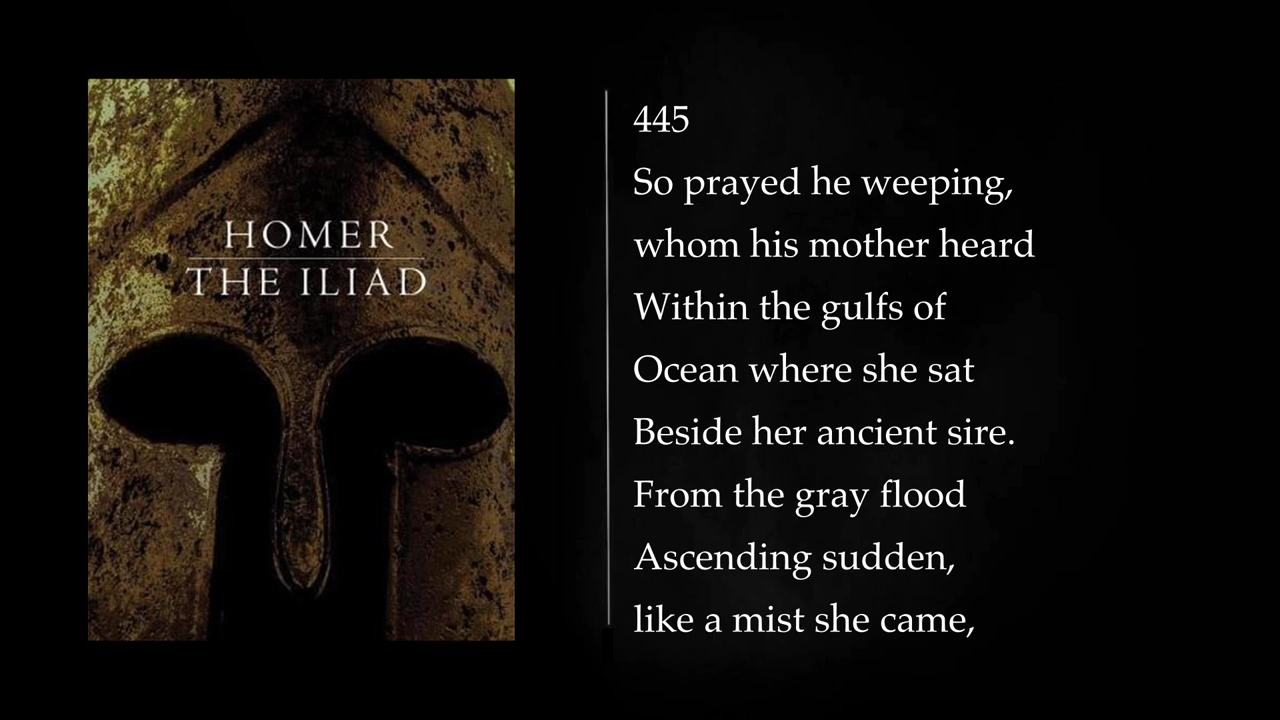 HOMER
THE ILIAD
445
So prayed he weeping,
whom his mother heard
Within the gulfs of
Ocean where she sat
Beside her ancient sire.
From the gray flood
Ascending sudden,
like a mist she came,